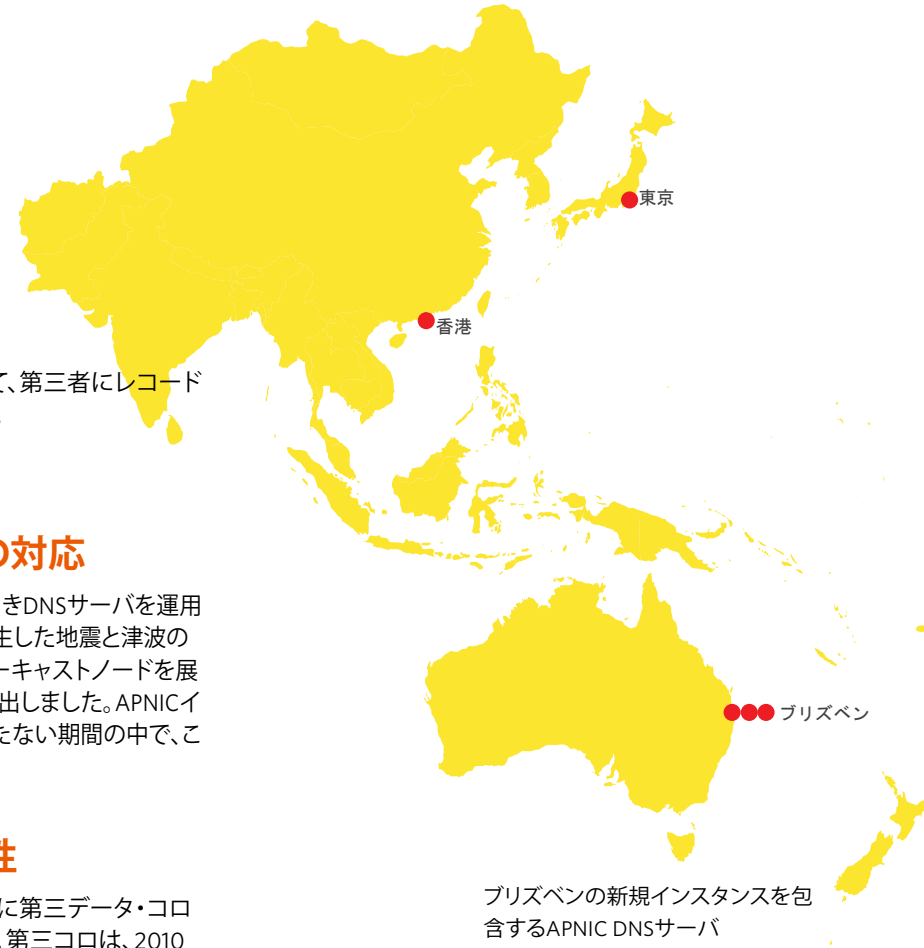 東京
香港
て、第三者にレコード
の対応
きDNSサーバを運用
生した地震と津波の
ーキャストノードを展
出しました。APNICイ
たない期間の中で、こ
性
に第三データ・コロ
第三コロは、2010
ブリズベン
ブリズベンの新規インスタンスを包
含するAPNIC DNSサーバ